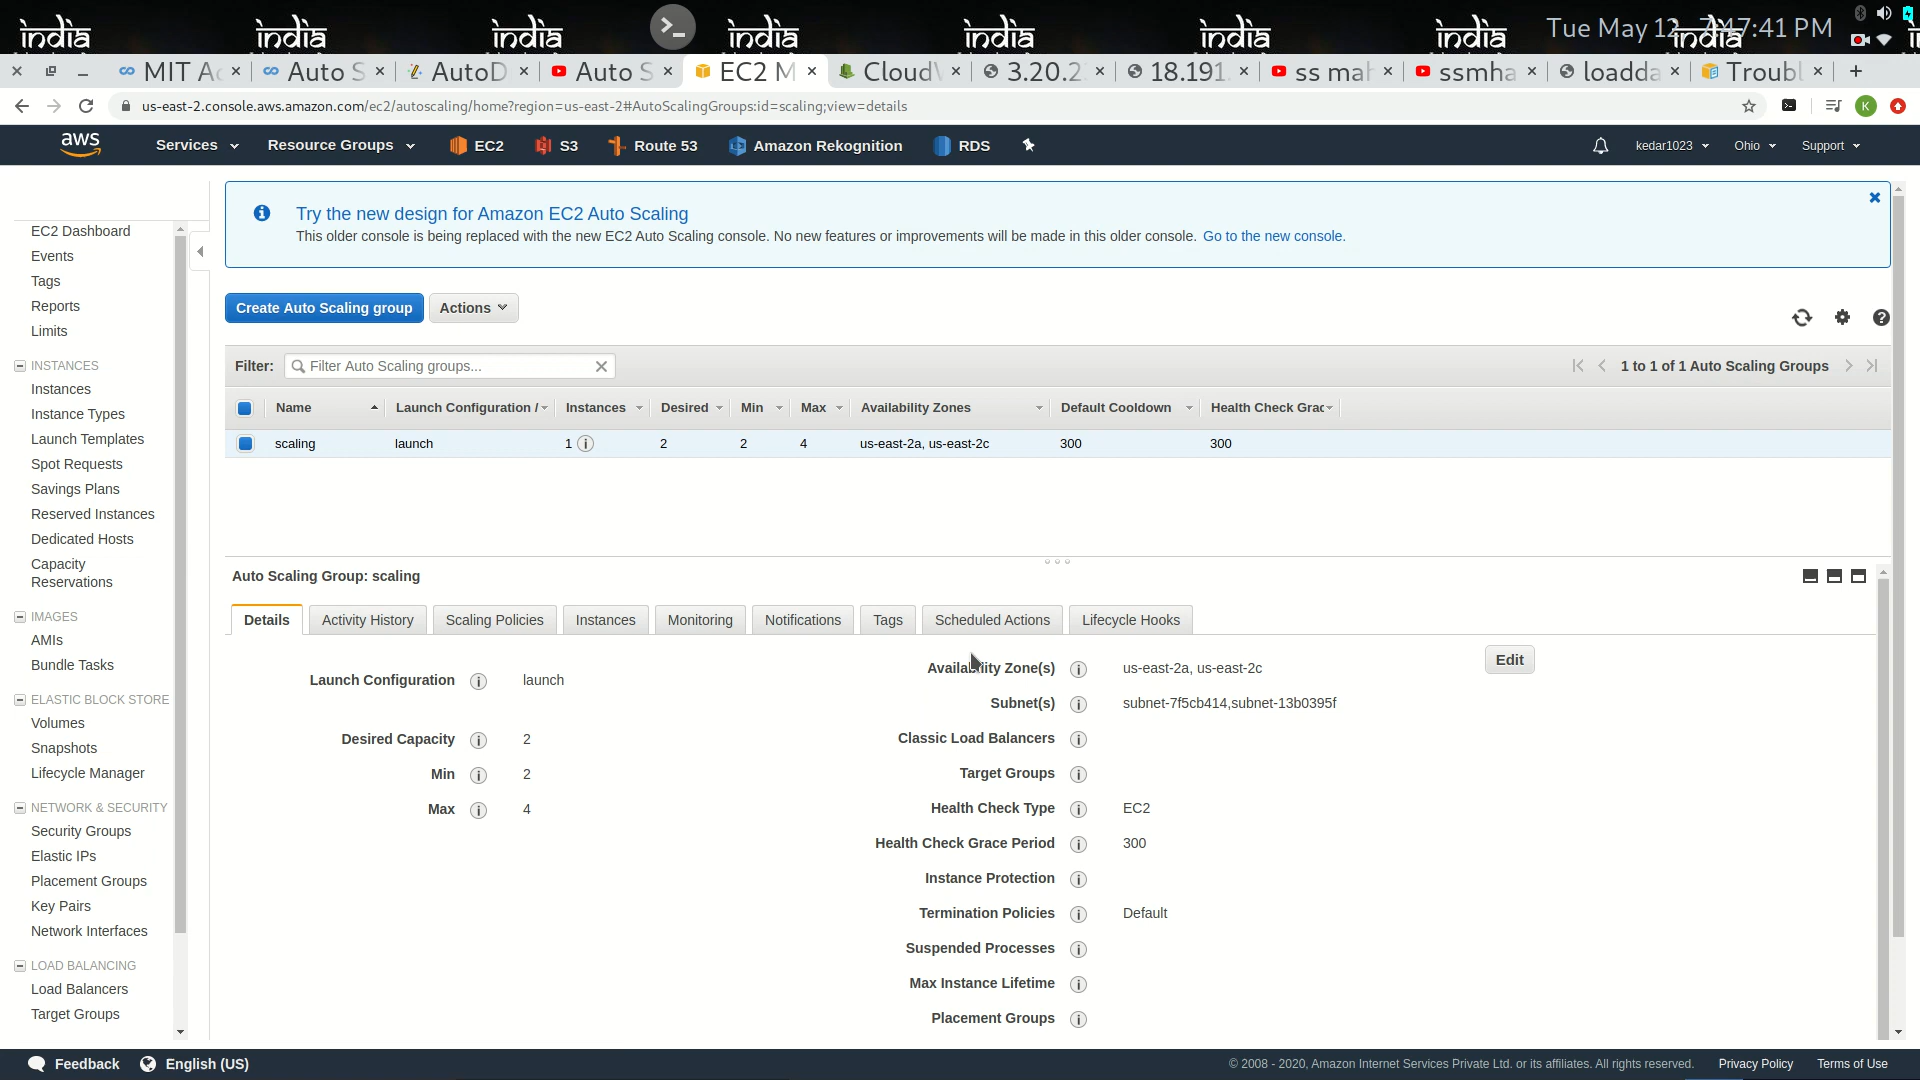 india india india india india india india india
Tue May 12
:41 PM
MIT Ac Auto S AutoD Auto S EC2 M CloudW 3.20.2 18.191. ss mah ssmha loadda Troubl
us-east-2.console.aws.amazon.com/ec2/autoscaling/home?region=us-east-2#AutoScalingGroups:id=scaling;view=details
K
aws Services Resource Groups EC2 S3 Route 53 Amazon Rekognition RDS kedar1023 Ohio Support
Try the new design for Amazon EC2 Auto Scaling
This older console is being replaced with the new EC2 Auto Scaling console. No new features or improvements will be made in this older console. Go to the new console.
EC2 Dashboard
Events
Tags
Reports
Limits
INSTANCES
Instances
Instance Types
Launch Templates
Spot Requests
Savings Plans
Reserved Instances
Dedicated Hosts
Capacity
Reservations
IMAGES
AMIs
Bundle Tasks
ELASTIC BLOCK STORE
Volumes
Snapshots
Lifecycle Manager
NETWORK & SECURITY
Security Groups
Elastic IPs
Placement Groups
Key Pairs
Network Interfaces
LOAD BALANCING
Load Balancers
Target Groups
Create Auto Scaling group Actions
Filter: Filter Auto Scaling groups... 1 to 1 of 1 Auto Scaling Groups
Name Launch Configuration / Instances Desired Min Max Availability Zones Default Cooldown Health Check Grac
scaling launch 1 2 2 4 us-east-2a, us-east-2c 300 300
Auto Scaling Group: scaling
Details Activity History Scaling Policies Instances Monitoring Notifications Tags Scheduled Actions Lifecycle Hooks
Launch Configuration launch
Desired Capacity 2
Min 2
Max 4
Availability Zone(s) us-east-2a, us-east-2c
Edit
Subnet(s) subnet-7f5cb414,subnet-13b0395f
Classic Load Balancers
Target Groups
Health Check Type EC2
Health Check Grace Period 300
Instance Protection
Termination Policies Default
Suspended Processes
Max Instance Lifetime
Placement Groups
Feedback English (US) © 2008 - 2020, Amazon Internet Services Private Ltd. or its affiliates. All rights reserved. Privacy Policy Terms of Use